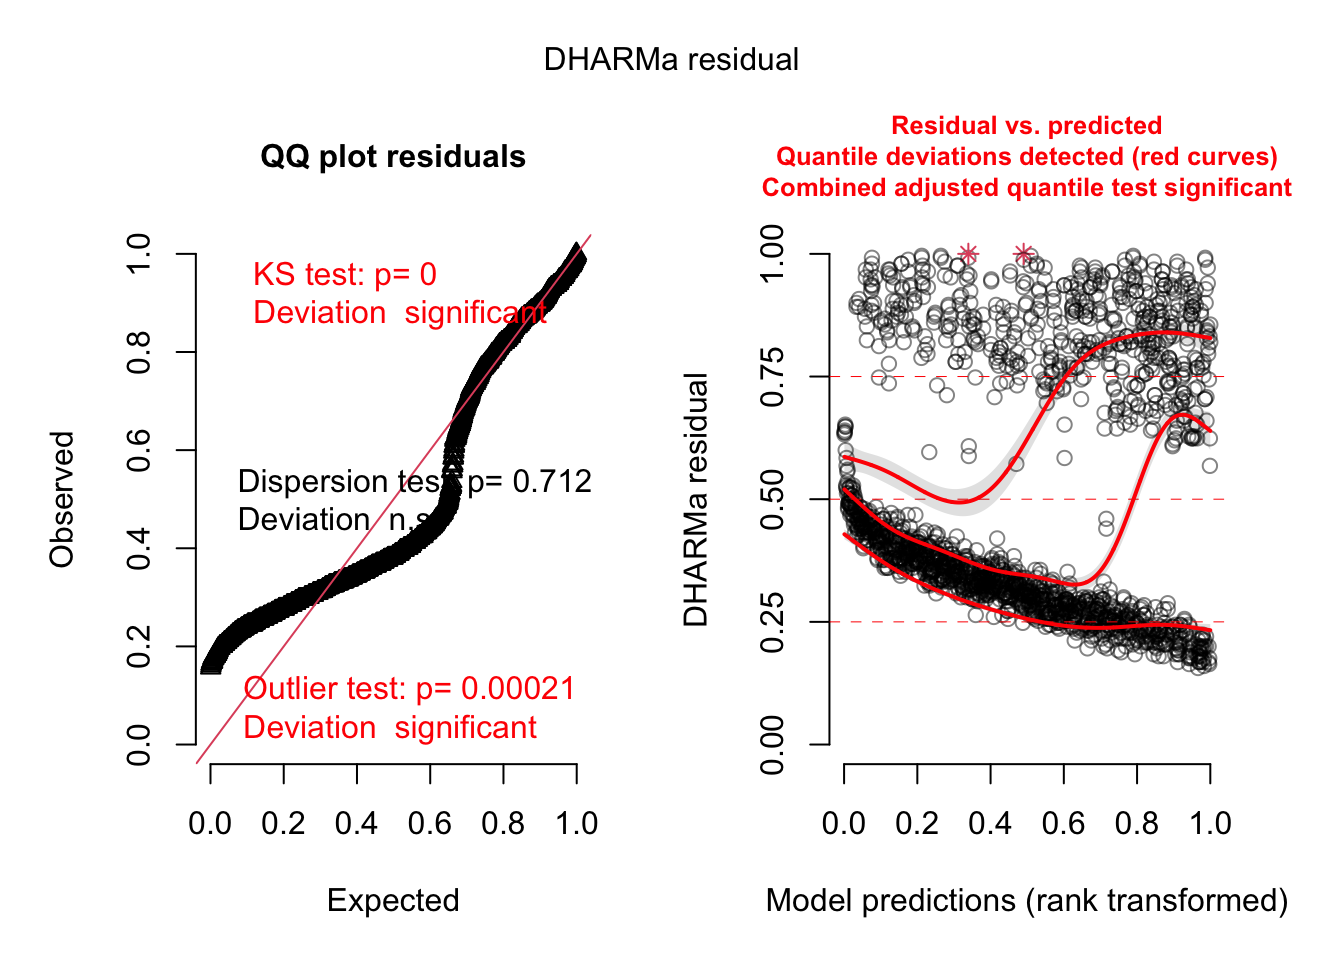 DHARMa residual
QQ plot residuals
KS test: p= 0
Deviation  significant
Dispersion test: p= 0.712
Deviation  n.s.
Outlier test: p= 0.00021
Deviation  significant
Observed
0.0
0.2
0.4
0.6
0.8
1.0
0.0 0.2 0.4 0.6 0.8 1.0
Expected
Residual vs. predicted
Quantile deviations detected (red curves)
Combined adjusted quantile test significant
DHARMa residual
0.00
0.25
0.50
0.75
1.00
0.0 0.2 0.4 0.6 0.8 1.0
Model predictions (rank transformed)